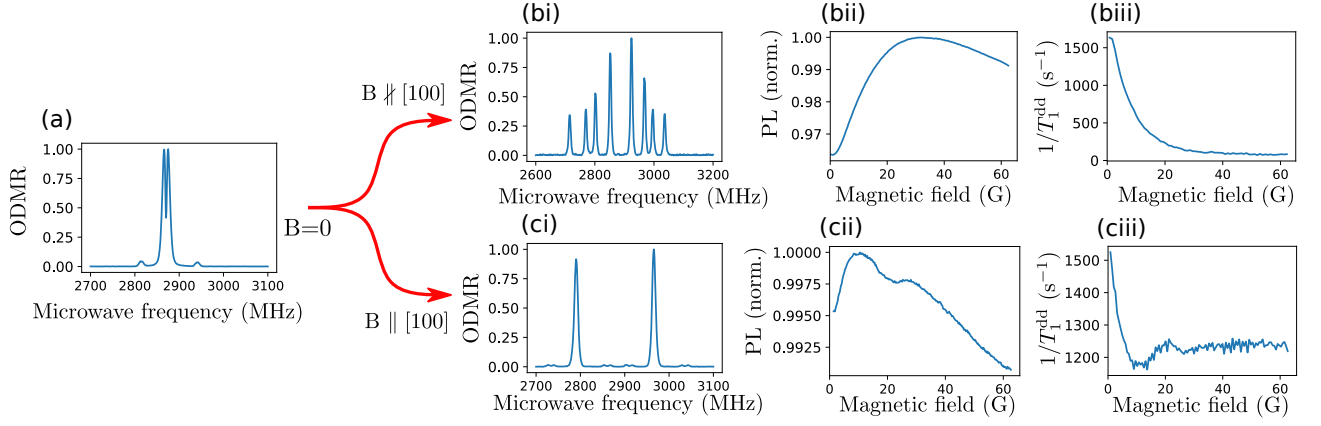 (a)
ODMR
1.00
0.75
0.50
0.25
0.00
2700 2800 2900 3000 3100
Microwave frequency (MHz)
B=0
B ∦ [100]
B ∥ [100]
(bi)
ODMR
1.00
0.75
0.50
0.25
0.00
2600 2800 3000 3200
Microwave frequency (MHz)
(bii)
PL (norm.)
1.00
0.99
0.98
0.97
0 20 40 60
Magnetic field (G)
(biii)
1/T₁ᵈᵈ (s⁻¹)
1500
1000
500
0
0 20 40 60
Magnetic field (G)
(ci)
ODMR
1.00
0.75
0.50
0.25
0.00
2700 2800 2900 3000 3100
Microwave frequency (MHz)
(cii)
PL (norm.)
1.0000
0.9975
0.9950
0.9925
0 20 40 60
Magnetic field (G)
(ciii)
1/T₁ᵈᵈ (s⁻¹)
1500
1400
1300
1200
0 20 40 60
Magnetic field (G)